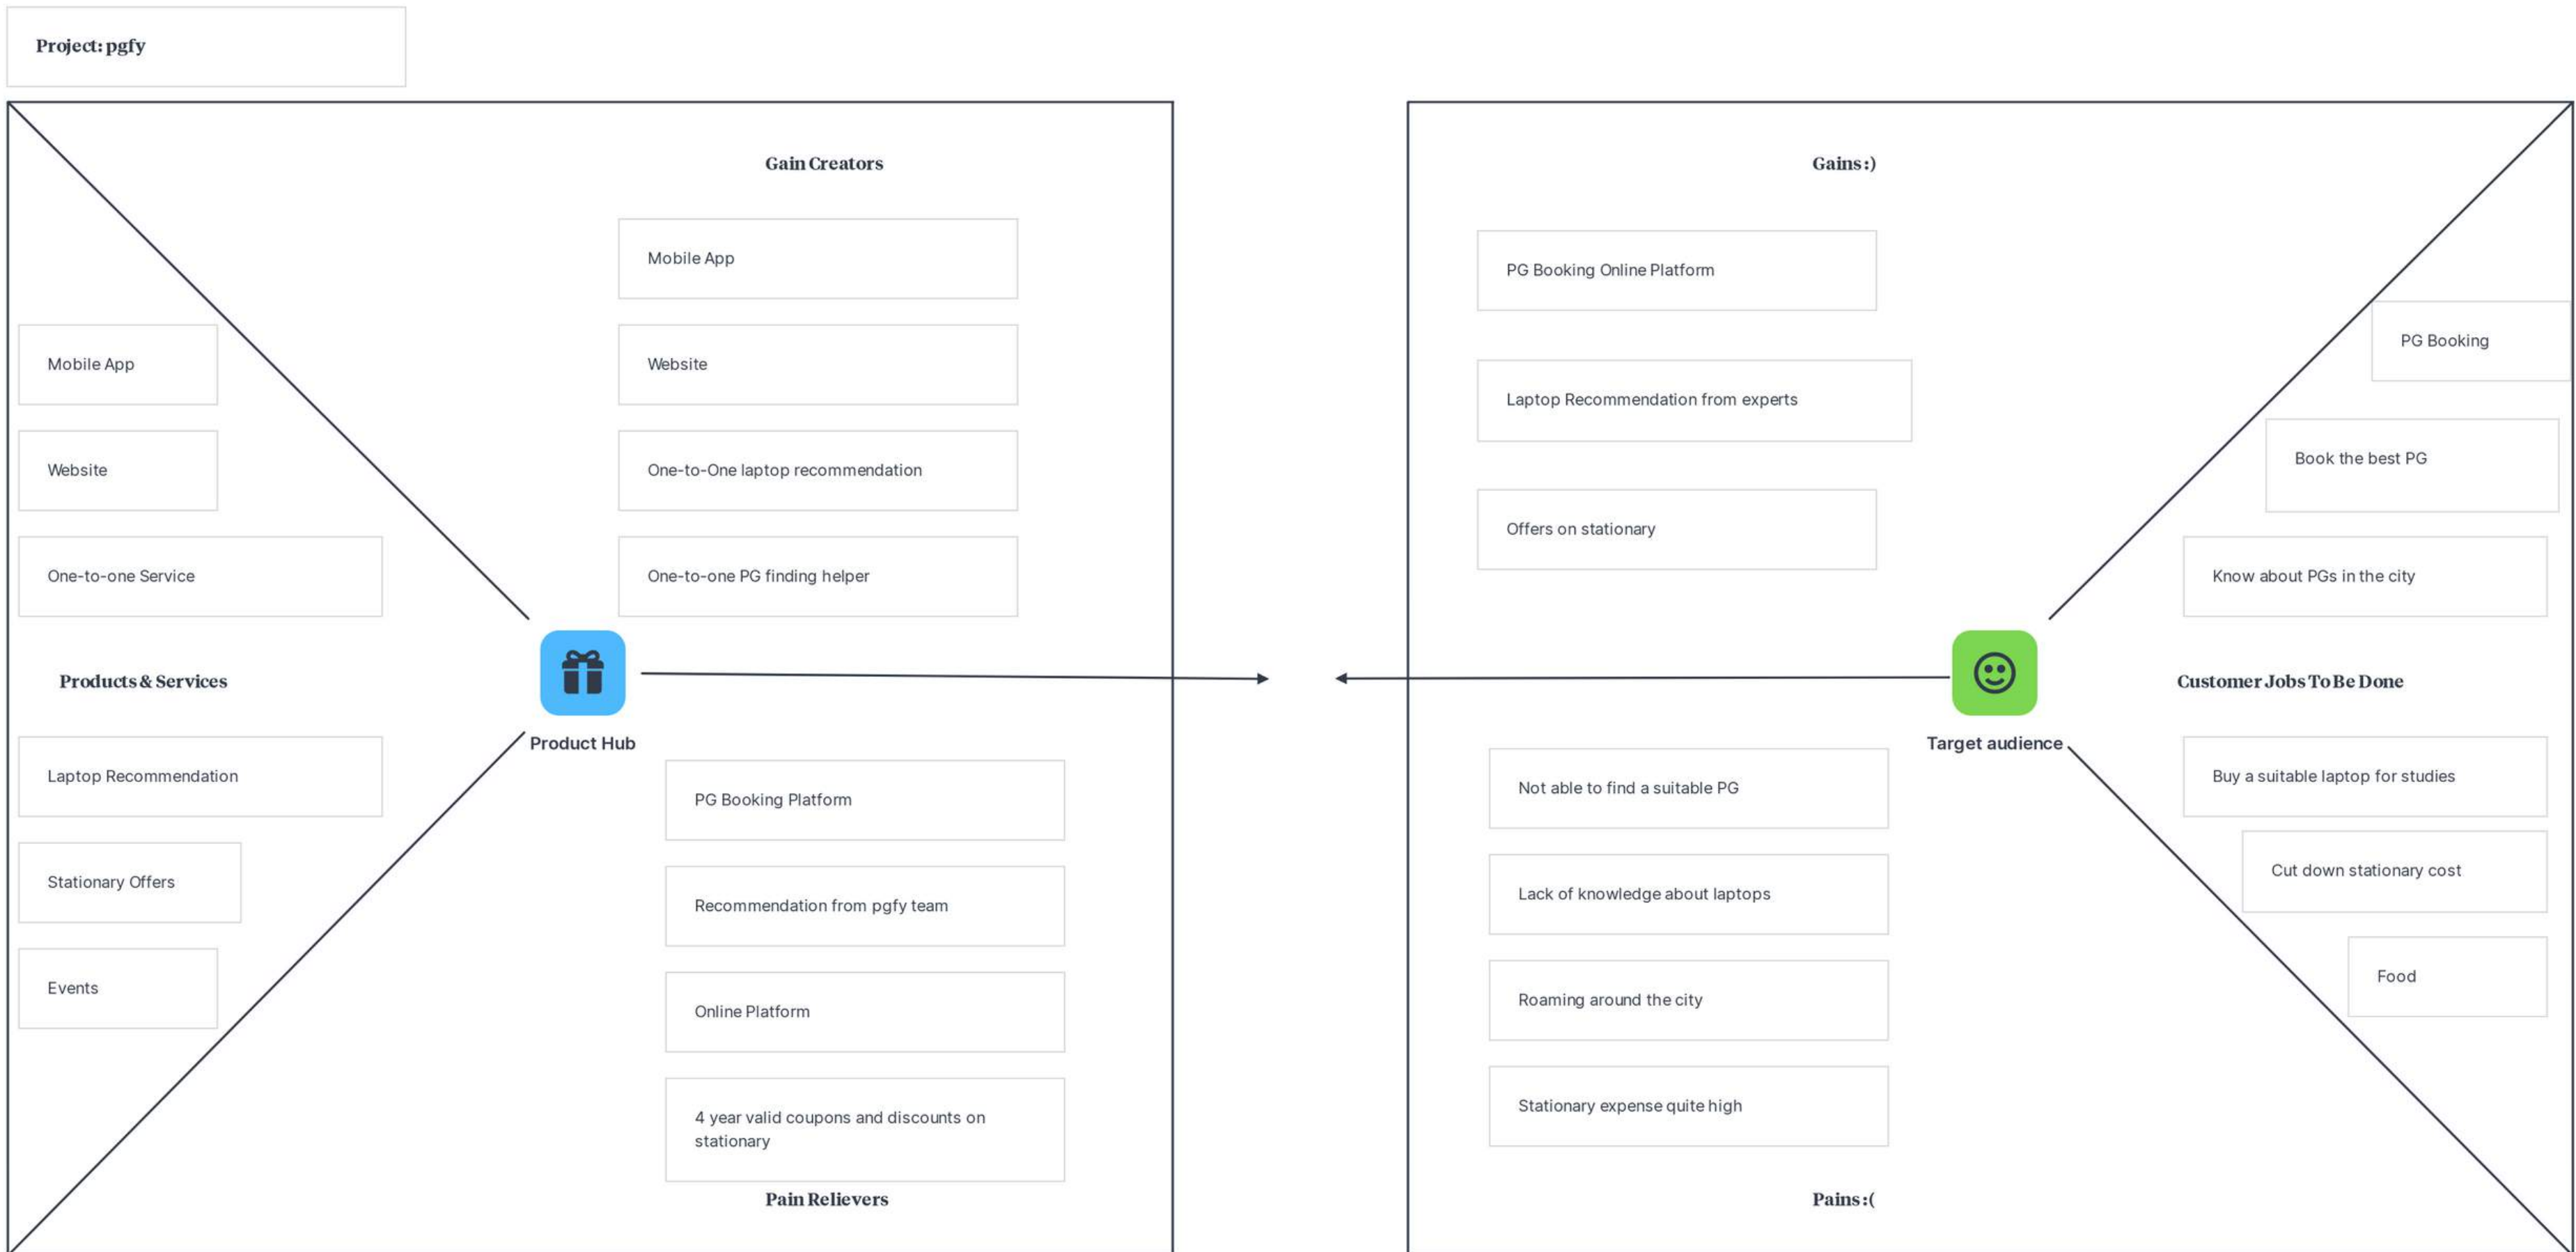 Project: pgfy
Gain Creators
Mobile App
Website
One-to-One laptop recommendation
One-to-one PG finding helper
Mobile App
Website
One-to-one Service
Products & Services
Laptop Recommendation
Stationary Offers
Events
Product Hub
PG Booking Platform
Recommendation from pgfy team
Online Platform
4 year valid coupons and discounts on
stationary
Pain Relievers
Gains :)
PG Booking Online Platform
Laptop Recommendation from experts
Offers on stationary
Target audience
Not able to find a suitable PG
Lack of knowledge about laptops
Roaming around the city
Stationary expense quite high
Pains :(
PG Booking
Book the best PG
Know about PGs in the city
Customer Jobs To Be Done
Buy a suitable laptop for studies
Cut down stationary cost
Food